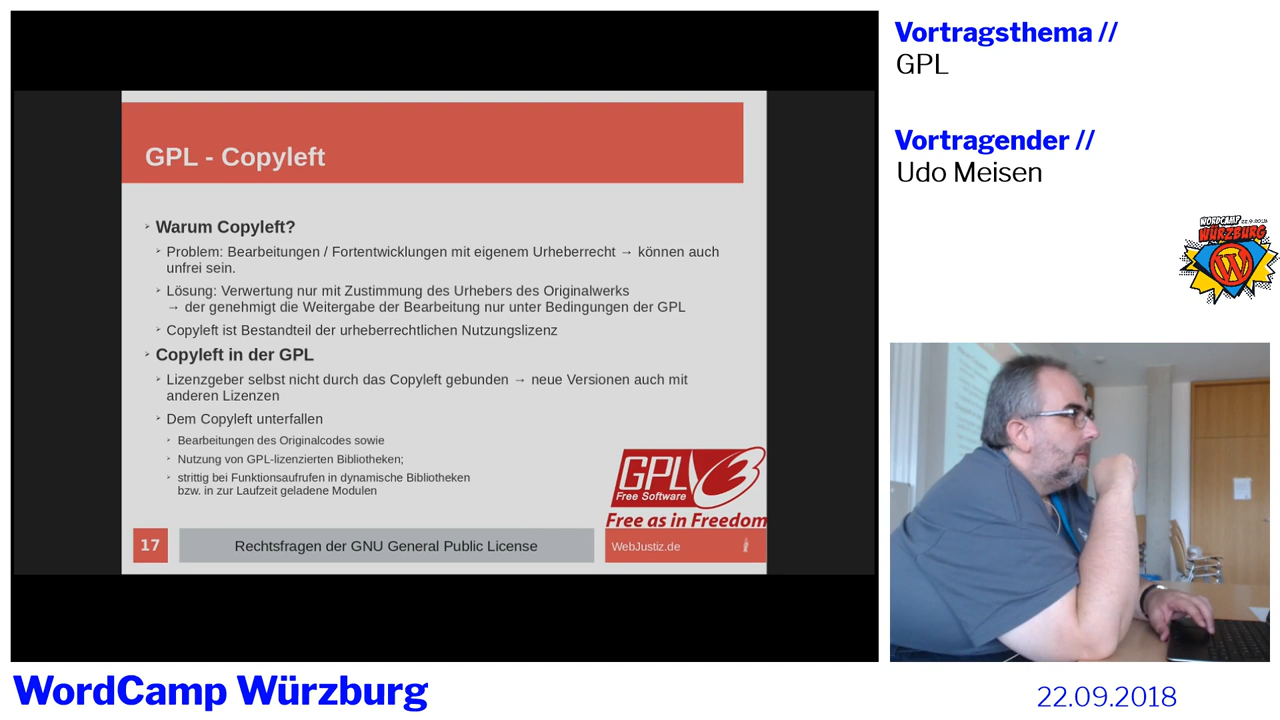 Vortragsthema //
GPL
Vortragender //
Udo Meisen
WORDCAMP 22.9.2018
WÜRZBURG
GPL - Copyleft
➢ Warum Copyleft?
➢ Problem: Bearbeitungen / Fortentwicklungen mit eigenem Urheberrecht → können auch
unfrei sein.
➢ Lösung: Verwertung nur mit Zustimmung des Urhebers des Originalwerks
→ der genehmigt die Weitergabe der Bearbeitung nur unter Bedingungen der GPL
➢ Copyleft ist Bestandteil der urheberrechtlichen Nutzungslizenz
➢ Copyleft in der GPL
➢ Lizenzgeber selbst nicht durch das Copyleft gebunden → neue Versionen auch mit
anderen Lizenzen
➢ Dem Copyleft unterfallen
➢ Bearbeitungen des Originalcodes sowie
➢ Nutzung von GPL-lizenzierten Bibliotheken;
➢ strittig bei Funktionsaufrufen in dynamische Bibliotheken
bzw. in zur Laufzeit geladene Modulen
GPL 3
Free Software
Free as in Freedom
17
Rechtsfragen der GNU General Public License
WebJustiz.de
WordCamp Würzburg
22.09.2018